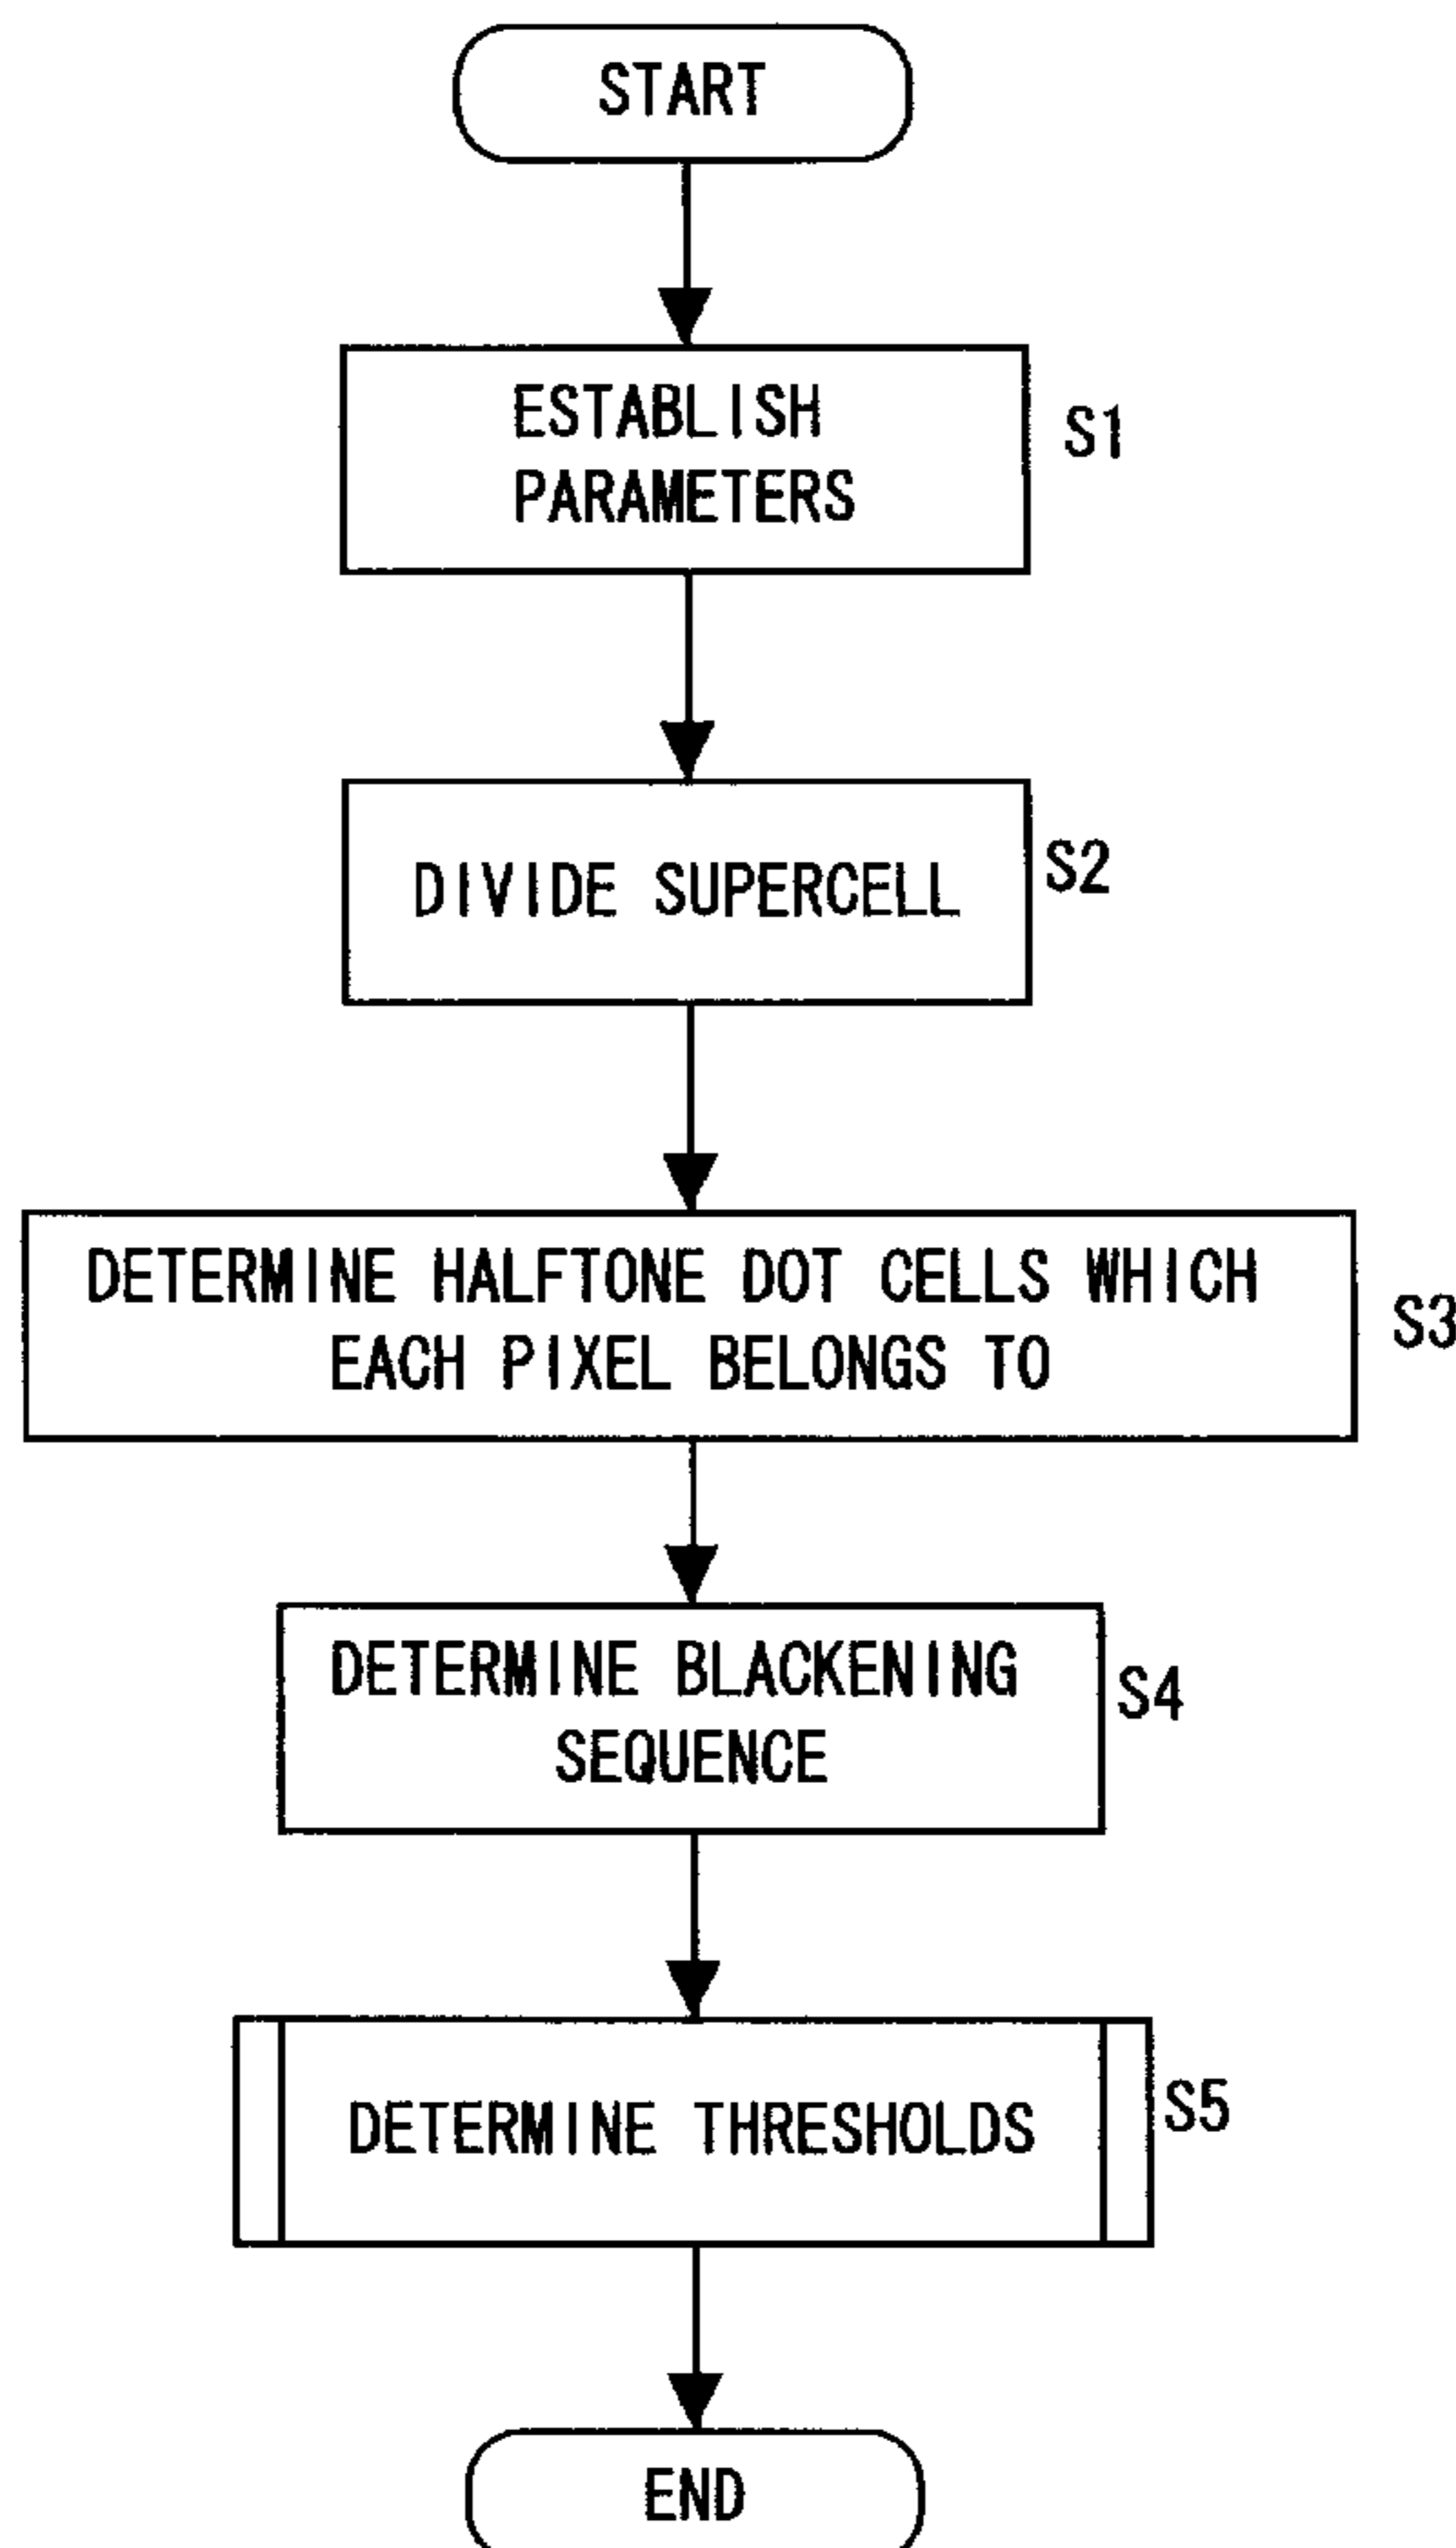 START
ESTABLISH
PARAMETERS
S1
DIVIDE SUPERCELL
S2
DETERMINE HALFTONE DOT CELLS WHICH
EACH PIXEL BELONGS TO
S3
DETERMINE BLACKENING
SEQUENCE
S4
DETERMINE THRESHOLDS
S5
END